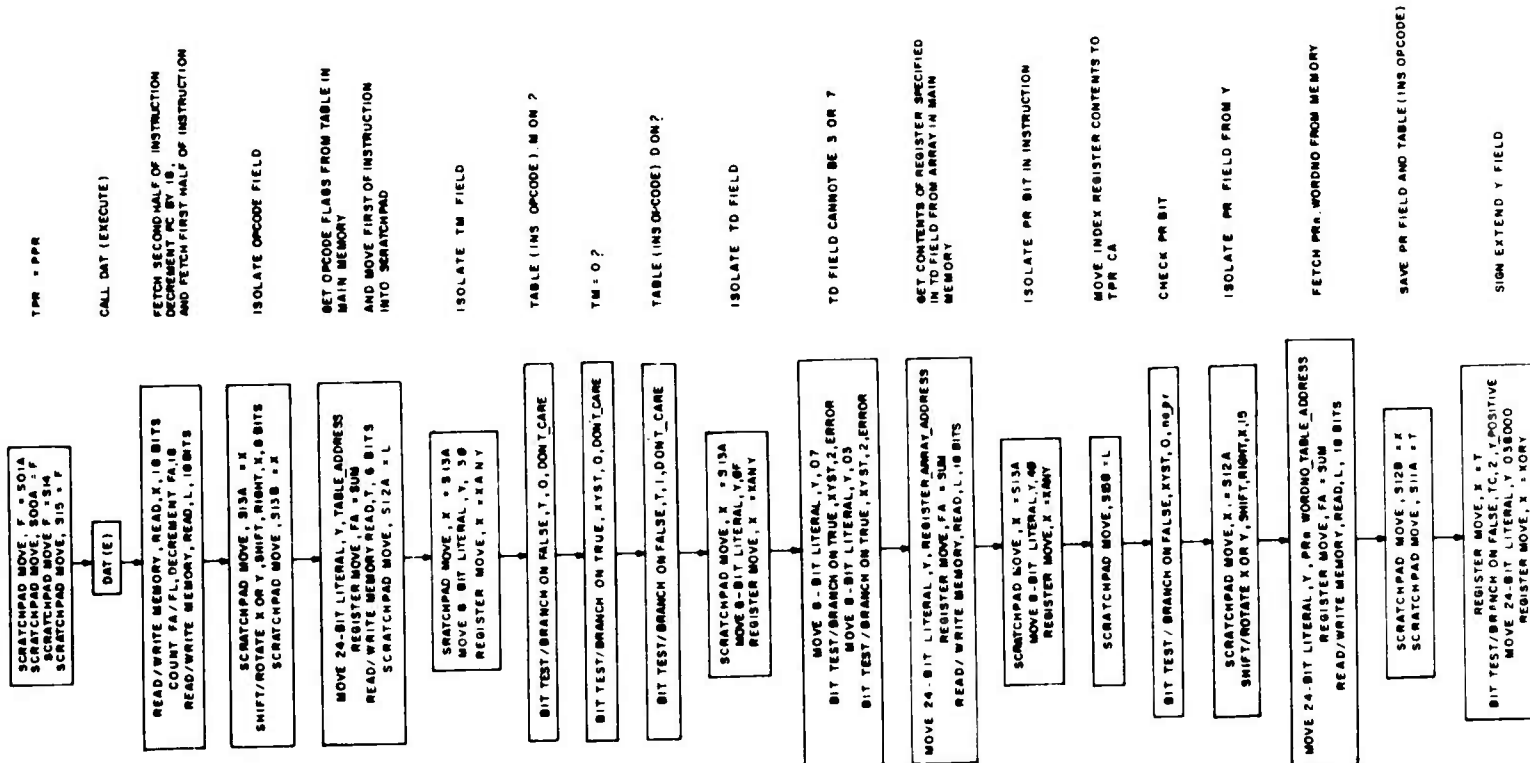 TPR = PPR
SCRATCHPAD MOVE, F = S01A
SCRATCHPAD MOVE, S00A = F
SCRATCHPAD MOVE F = S14
SCRATCHPAD MOVE, S15 = F
CALL DAT (EXECUTE)
DAT(E)
FETCH SECOND HALF OF INSTRUCTION
DECREMENT PC BY 18,
AND FETCH FIRST HALF OF INSTRUCTION
READ/WRITE MEMORY, READ, X, 18 BITS
COUNT FA/FL, DECREMENT FA,18
READ/WRITE MEMORY, READ, L, 18BITS
ISOLATE OPCODE FIELD
SCRATCHPAD MOVE, S13A = X
SHIFT/ROTATE X OR Y, SHIFT, RIGHT, X, 8 BITS
SCRATCHPAD MOVE, S13B = X
GET OPCODE FLAGS FROM TABLE IN
MAIN MEMORY
AND MOVE FIRST OF INSTRUCTION
INTO SCRATCHPAD
MOVE 24-BIT LITERAL, Y, TABLE_ADDRESS
REGISTER MOVE, FA = SUM
READ/WRITE MEMORY READ, T, 6 BITS
SCRATCHPAD MOVE, S12A = L
ISOLATE TM FIELD
SRATCHPAD MOVE, X = S13A
MOVE 8 BIT LITERAL, Y, 30
REGISTER MOVE, X = XANY
TABLE (INS OPCODE).M ON ?
BIT TEST/BRANCH ON FALSE, T, O, DONT_CARE
TM = O ?
BIT TEST/BRANCH ON TRUE, XYST, O, DONT_CARE
TABLE (INS OPCODE) D ON ?
BIT TEST/BRANCH ON FALSE, T, 1, DONT_CARE
ISOLATE TD FIELD
SCRATCHPAD MOVE, X = S13A
MOVE 8-BIT LITERAL, Y, 0F
REGISTER MOVE, X = XANY
TD FIELD CANNOT BE 3 OR 7
MOVE 8-BIT LITERAL, Y, 07
BIT TEST/BRANCH ON TRUE, XYST, 2, ERROR
MOVE 8-BIT LITERAL, Y, 03
BIT TEST/BRANCH ON TRUE, XYST, 2, ERROR
GET CONTENTS OF REGISTER SPECIFIED
IN TD FIELD FROM ARRAY IN MAIN
MEMORY
MOVE 24-BIT LITERAL, Y, REGISTER_ARRAY_ADDRESS
REGISTER MOVE, FA = SUM
READ/WRITE MEMORY, READ, L, 18 BITS
ISOLATE PR BIT IN INSTRUCTION
SCRATCHPAD MOVE, X = S13A
MOVE 8-BIT LITERAL, Y, 40
REGISTER MOVE, X = XANY
MOVE INDEX REGISTER CONTENTS TO
TPR CA
SCRATCHPAD MOVE, S15B = L
CHECK PR BIT
BIT TEST/BRANCH ON FALSE, XYST, O, no_pr
ISOLATE PR FIELD FROM Y
SCRATCHPAD MOVE, X, = S12A
SHIFT/ROTATE X OR Y, SHIFT, RIGHT, X, 15
FETCH PRn.WORDNO FROM MEMORY
MOVE 24-BIT LITERAL, Y, PRn WORDNO_TABLE_ADDRESS
REGISTER MOVE, FA = SUM
READ/WRITE MEMORY, READ, L, 18 BITS
SAVE PR FIELD AND TABLE (INS OPCODE)
SCRATCHPAD MOVE, S12B = X
SCRATCHPAD MOVE, S11A = T
SIGN EXTEND Y FIELD
REGISTER MOVE, X = T
BIT TEST/BRANCH ON FALSE, TC, 2, Y_POSITIVE
MOVE 24-BIT LITERAL, Y, 038000
REGISTER MOVE, X = XORY